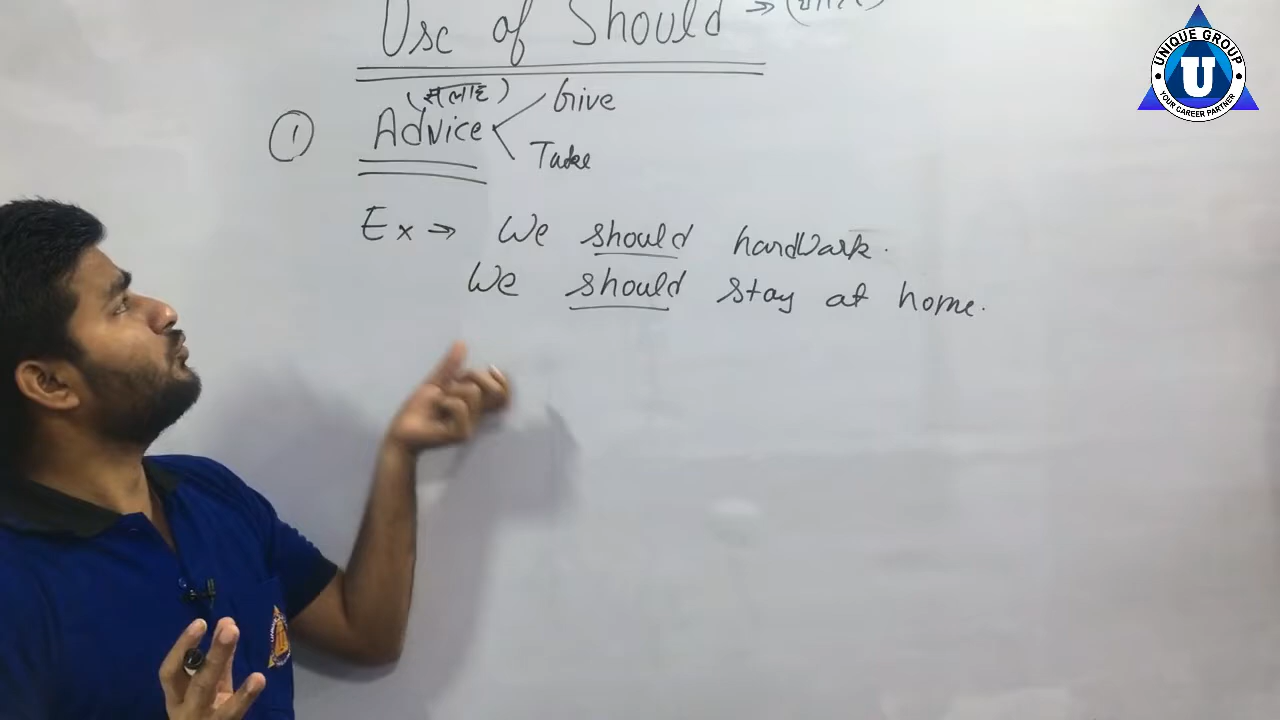 Use of Should →
(सलाह)
① Advice
Give
Take
Ex → We should hardWork.
We should stay at home.
UNIQUE GROUP
U
YOUR CAREER PARTNER